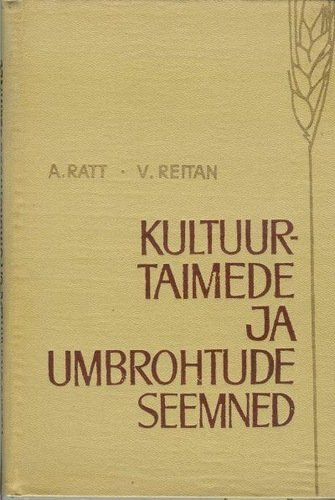 A. RATT · V. REITAN
KULTUUR-
TAIMEDE
JA
UMBROHTUDE
SEEMNED